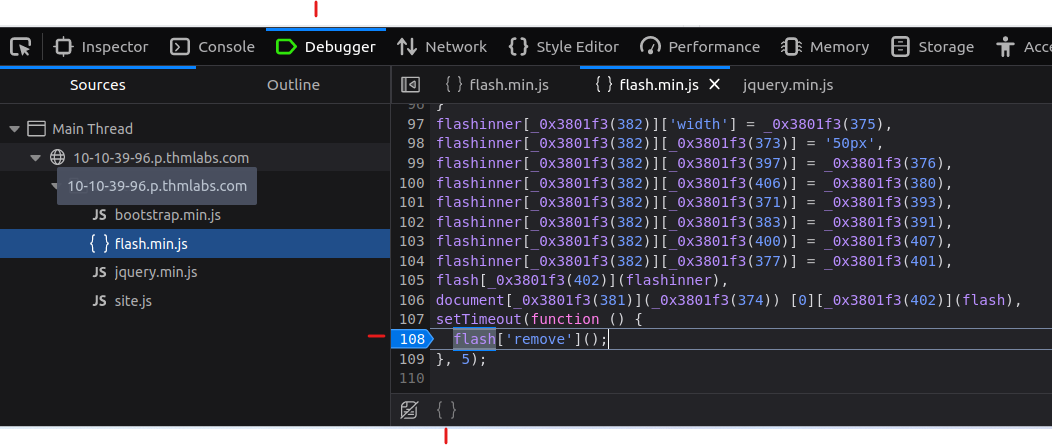 Inspector Console Debugger Network Style Editor Performance Memory Storage Acce
Sources Outline
{ } flash.min.js { } flash.min.js jquery.min.js
Main Thread
10-10-39-96.p.thmlabs.com
10-10-39-96.p.thmlabs.com
JS bootstrap.min.js
{ } flash.min.js
JS jquery.min.js
JS site.js
96 }
97 flashinner[_0x3801f3(382)]['width'] = _0x3801f3(375),
98 flashinner[_0x3801f3(382)][_0x3801f3(373)] = '50px',
99 flashinner[_0x3801f3(382)][_0x3801f3(397)] = _0x3801f3(376),
100 flashinner[_0x3801f3(382)][_0x3801f3(406)] = _0x3801f3(380),
101 flashinner[_0x3801f3(382)][_0x3801f3(371)] = _0x3801f3(393),
102 flashinner[_0x3801f3(382)][_0x3801f3(383)] = _0x3801f3(391),
103 flashinner[_0x3801f3(382)][_0x3801f3(400)] = _0x3801f3(407),
104 flashinner[_0x3801f3(382)][_0x3801f3(377)] = _0x3801f3(401),
105 flash[_0x3801f3(402)](flashinner),
106 document[_0x3801f3(381)](_0x3801f3(374)) [0][_0x3801f3(402)](flash),
107 setTimeout(function () {
108 flash['remove']();
109 }, 5);
110
{ }